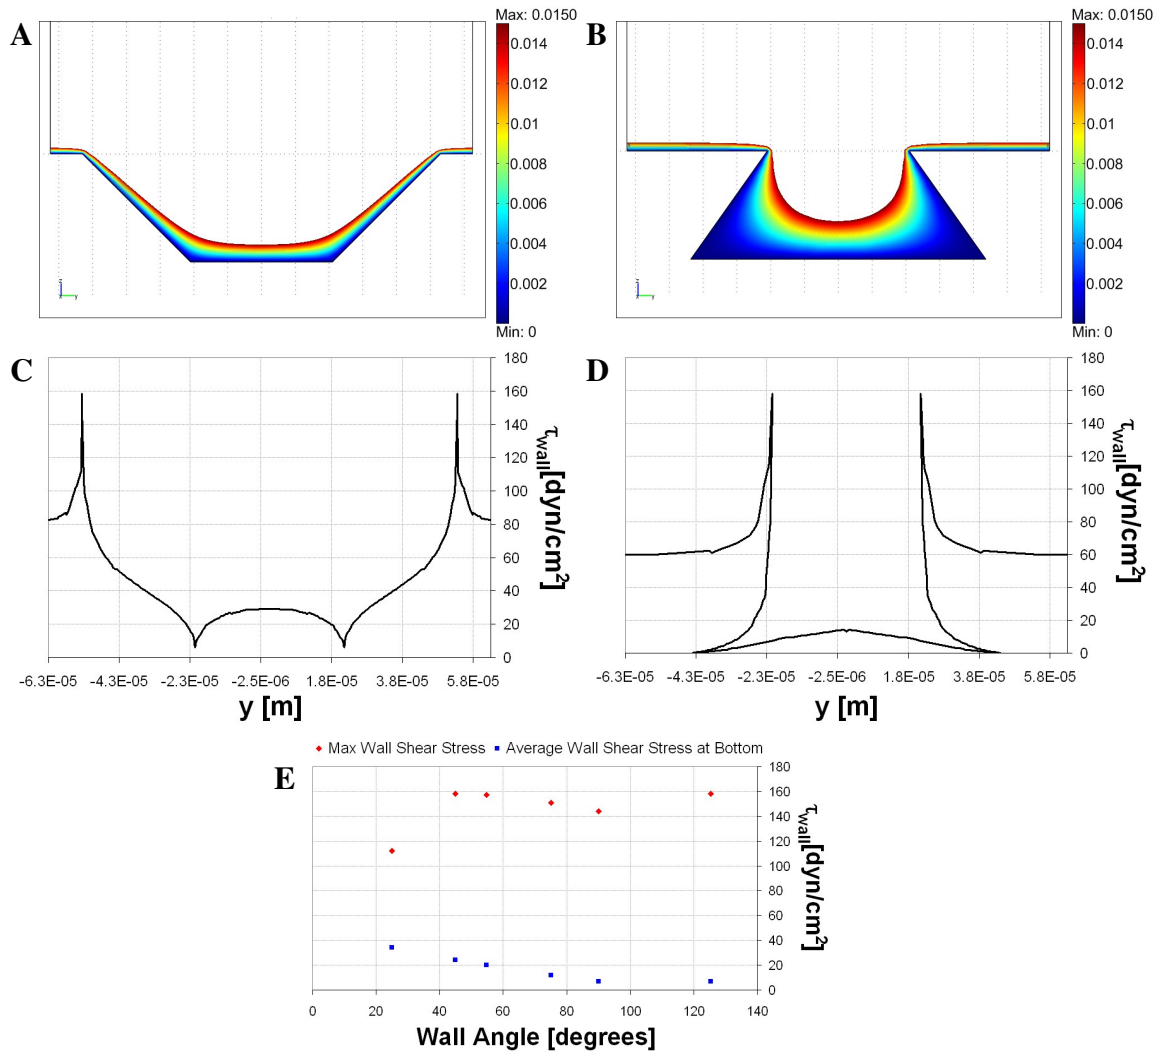 A
Max: 0.0150
0.014
0.012
0.01
0.008
0.006
0.004
0.002
Min: 0
z
y
B
Max: 0.0150
0.014
0.012
0.01
0.008
0.006
0.004
0.002
Min: 0
z
y
C
180
160
140
120
100
80
60
40
20
0
τwall[dyn/cm2]
-6.3E-05 -4.3E-05 -2.3E-05 -2.5E-06 1.8E-05 3.8E-05 5.8E-05
y [m]
D
180
160
140
120
100
80
60
40
20
0
τwall[dyn/cm2]
-6.3E-05 -4.3E-05 -2.3E-05 -2.5E-06 1.8E-05 3.8E-05 5.8E-05
y [m]
Max Wall Shear Stress Average Wall Shear Stress at Bottom
E
180
160
140
120
100
80
60
40
20
0
τwall[dyn/cm2]
0 20 40 60 80 100 120 140
Wall Angle [degrees]